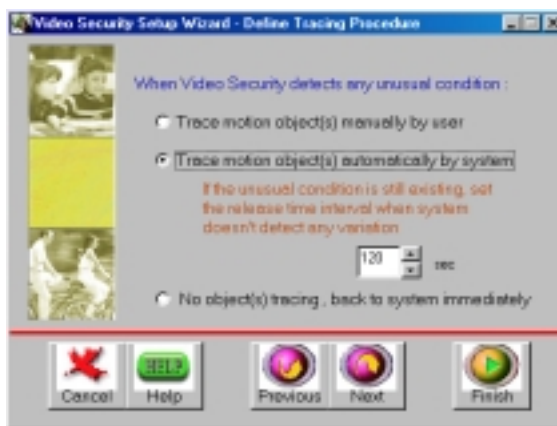 Video Security Setup Wizard - Define Tracing Procedure
When Video Security detects any unusual condition :
Trace motion object(s) manually by user
Trace motion object(s) automatically by system
If the unusual condition is still existing, set
the release time interval when system
doesn't detect any variation
120 sec
No object(s) tracing , back to system immediately
HELP
Cancel Help Previous Next Finish